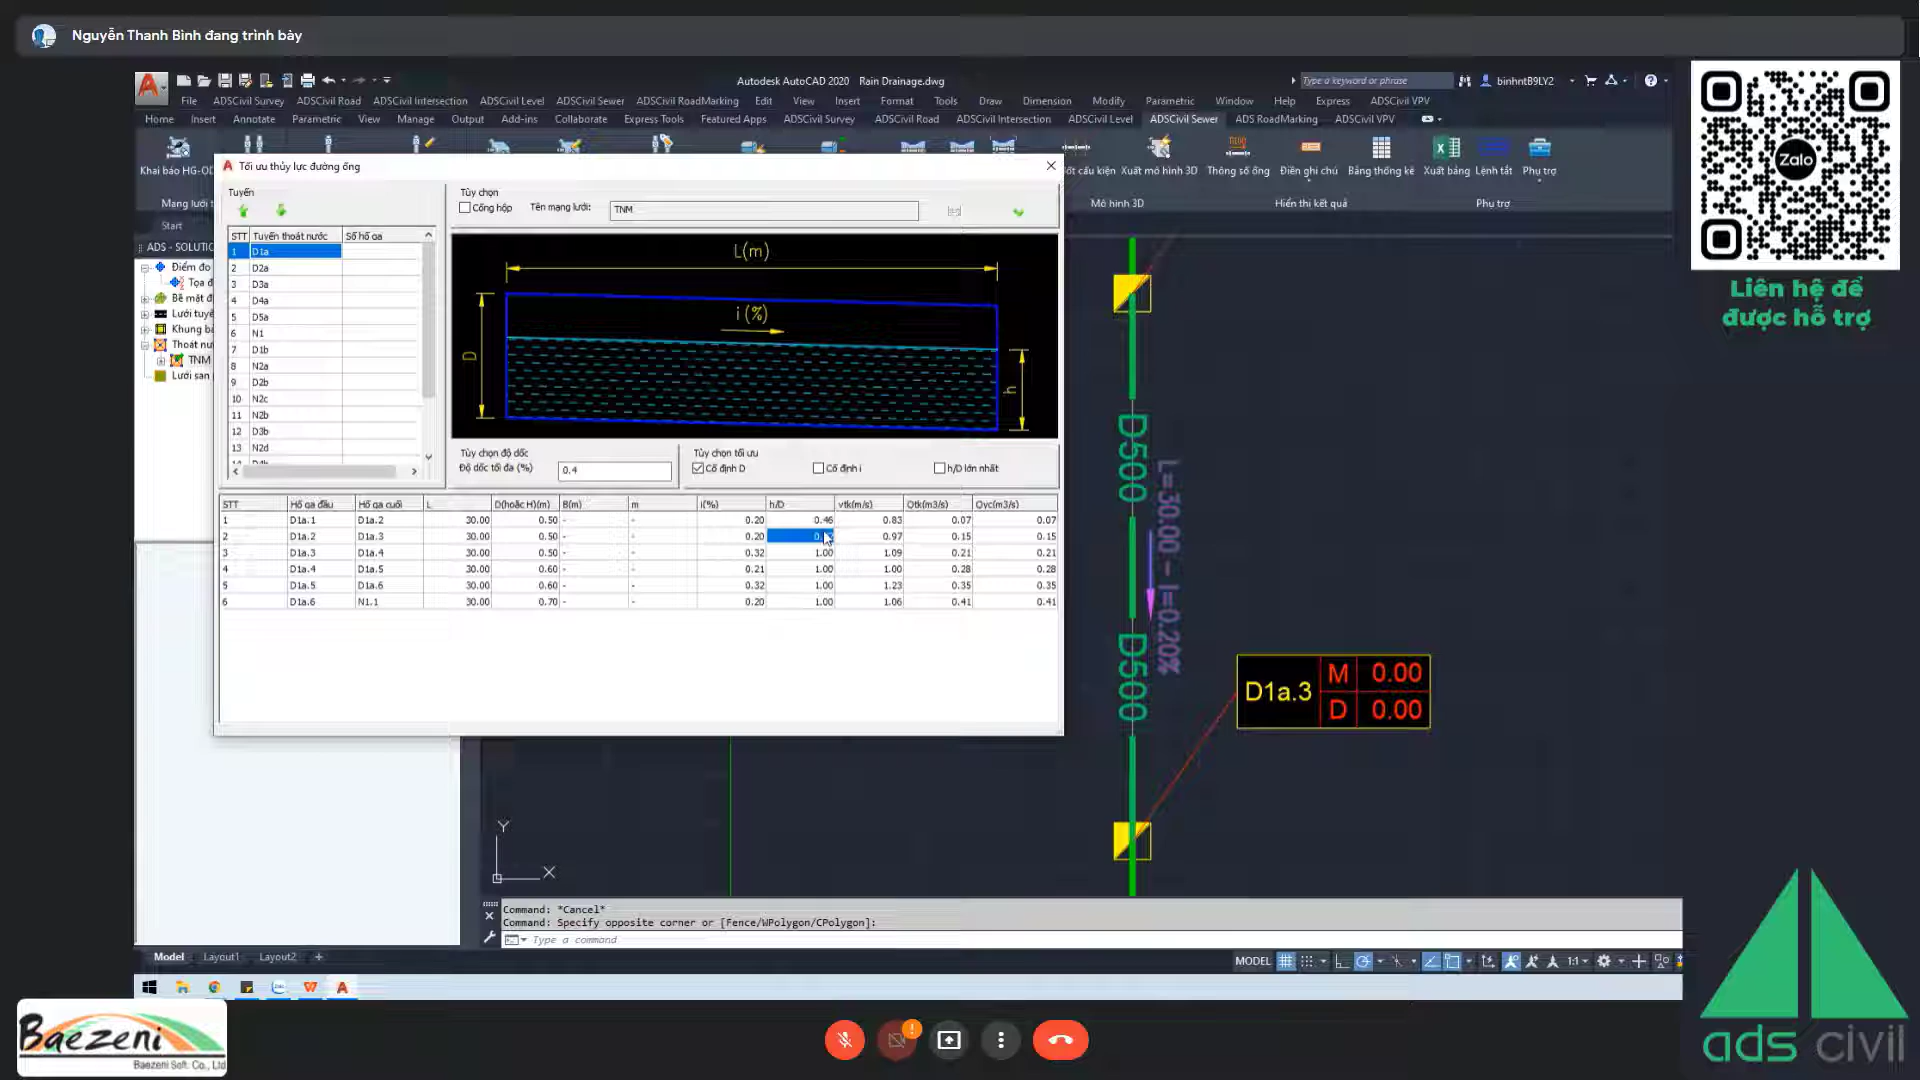 Nguyễn Thanh Bình đang trình bày
Autodesk AutoCAD 2020 Rain Drainage.dwg
Type a keyword or phrase
binhntB9LY2
File ADSCivil Survey ADSCivil Road ADSCivil Intersection ADSCivil Level ADSCivil Sewer ADSCivil RoadMarking Edit View Insert Format Tools Draw Dimension Modify Parametric Window Help Express ADSCivil VPV
Home Insert Annotate Parametric View Manage Output Add-ins Collaborate Express Tools Featured Apps ADSCivil Survey ADSCivil Road ADSCivil Intersection ADSCivil Level ADSCivil Sewer ADS RoadMarking ADSCivil VPV
Khai báo HG-OD
cấu kiện Xuất mô hình 3D Thông số ống Điền ghi chú Bảng thống kê Xuất bảng Lệnh tắt Phụ trợ
Mạng lưới
Mô hình 3D Hiển thị kết quả Phụ trợ
Start
ADS - SOLUTIO
Điểm đo
Tọa đ
Bề mặt đ
Lưới tuyế
Khung bả
Thoát nư
TNM
Lưới san
Tối ưu thủy lực đường ống
Tuyến
STT Tuyến thoát nước Số hố ga
1 D1a
2 D2a
3 D3a
4 D4a
5 D5a
6 N1
7 D1b
8 N2a
9 D2b
10 N2c
11 N2b
12 D3b
13 N2d
14 D4b
Tùy chọn
Cống hộp Tên mạng lưới: TNM
L(m)
i (%)
D
h
Tùy chọn độ dốc
Độ dốc tối đa (%) 0.4
Tùy chọn tối ưu
Cố định D Cố định i h/D lớn nhất
STT Hố ga đầu Hố ga cuối L D(hoặc H)(m) B(m) m i(%) h/D vtk(m/s) Qtk(m3/s) Qyc(m3/s)
1 D1a.1 D1a.2 30.00 0.50 - - 0.20 0.46 0.83 0.07 0.07
2 D1a.2 D1a.3 30.00 0.50 - - 0.20 0.97 0.15 0.15
3 D1a.3 D1a.4 30.00 0.50 - - 0.32 1.00 1.09 0.21 0.21
4 D1a.4 D1a.5 30.00 0.60 - - 0.21 1.00 1.00 0.28 0.28
5 D1a.5 D1a.6 30.00 0.60 - - 0.32 1.00 1.23 0.35 0.35
6 D1a.6 N1.1 30.00 0.70 - - 0.20 1.00 1.06 0.41 0.41
D500
L=30.00 - I=0.20%
D500
D1a.3 M 0.00
D 0.00
Y
X
Command: *Cancel*
Command: Specify opposite corner or [Fence/WPolygon/CPolygon]:
Type a command
Model Layout1 Layout2 +
MODEL 1:1
Zalo
Liên hệ để
được hỗ trợ
Baezeni
Baezeni Soft. Co., Ltd
ads civil